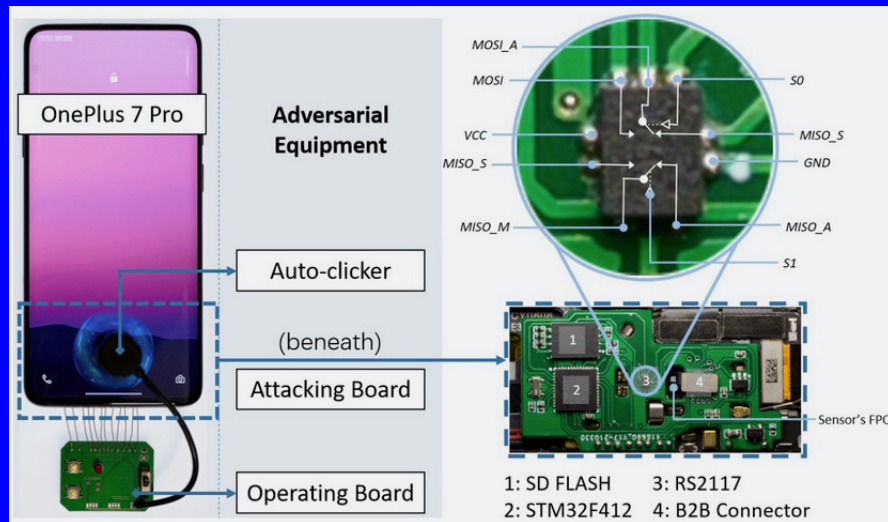 OnePlus 7 Pro
Adversarial
Equipment
Auto-clicker
(beneath)
Attacking Board
Operating Board
MOSI_A
MOSI
S0
VCC
MISO_S
MISO_S
GND
MISO_M
MISO_A
S1
1
2
3
4
Sensor's FPC
1: SD FLASH
3: RS2117
2: STM32F412
4: B2B Connector